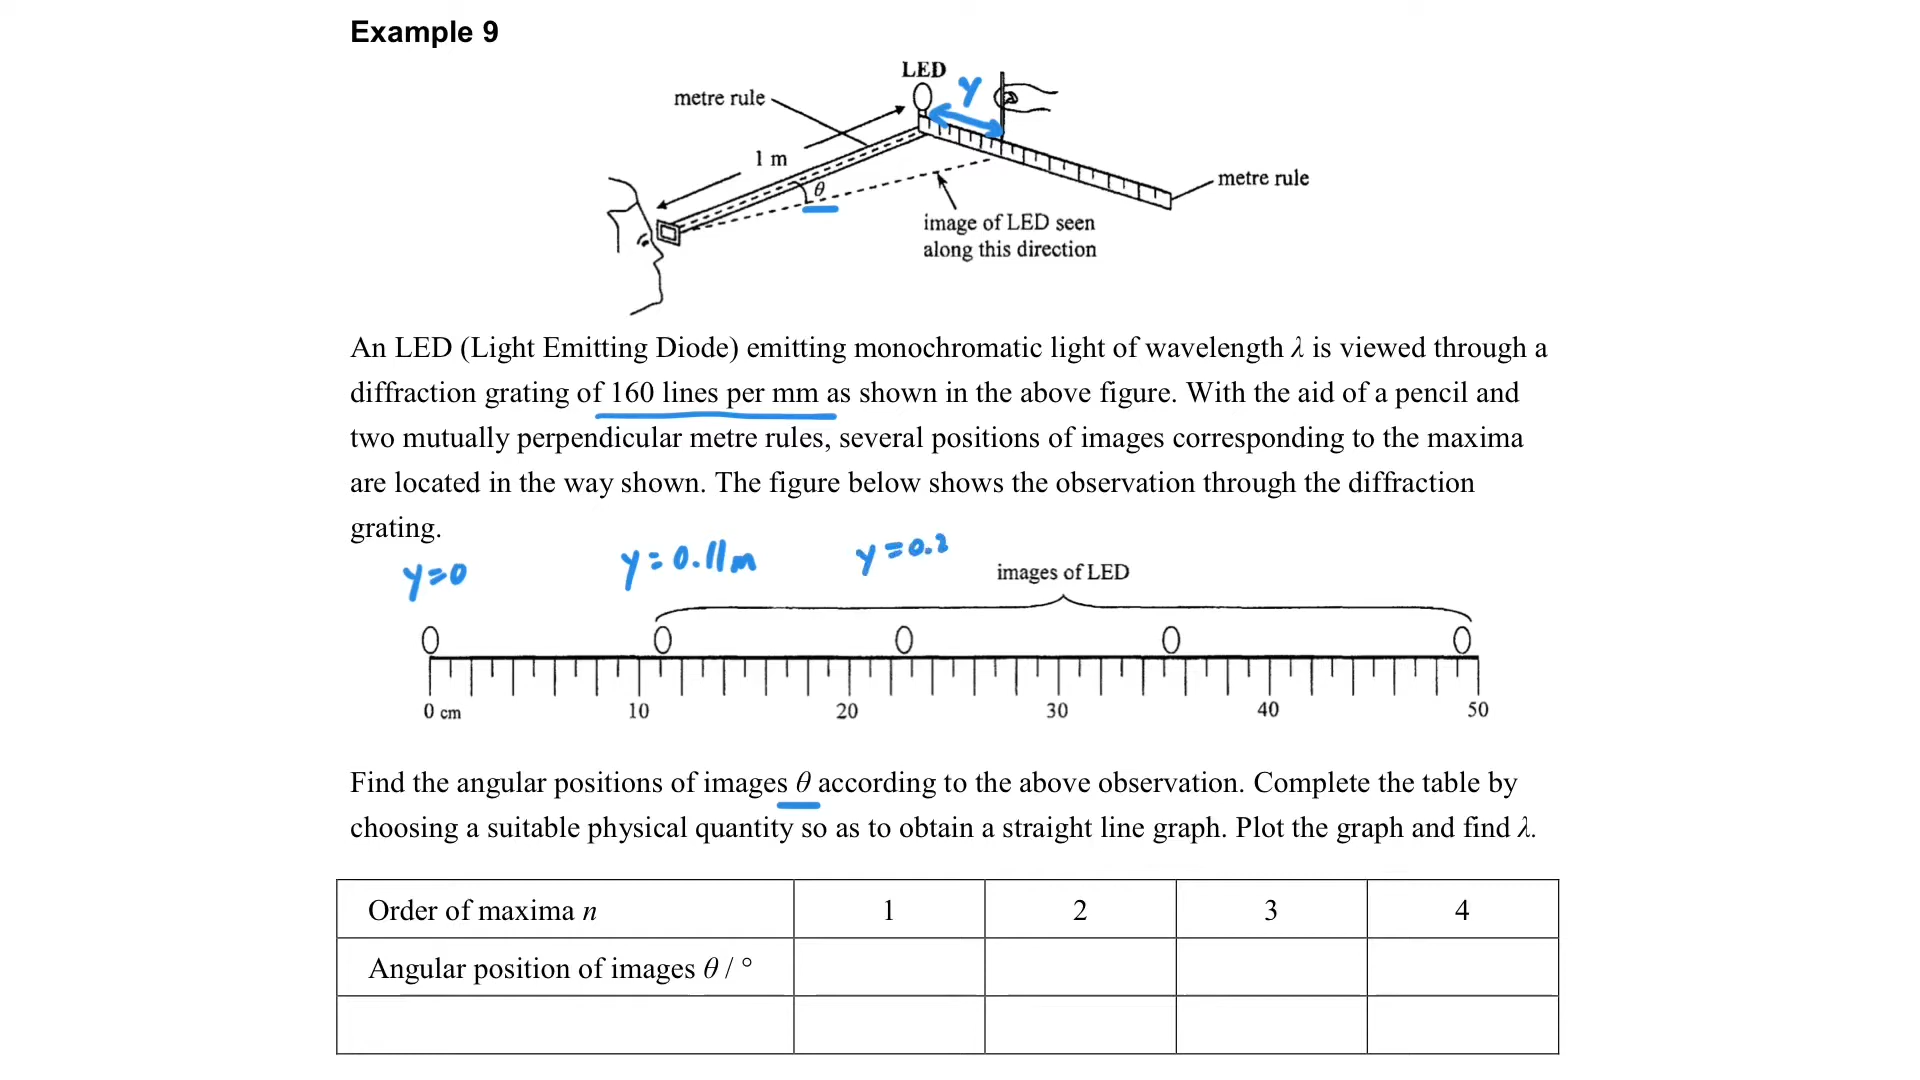 Example 9
LED
y
metre rule
1 m
θ
metre rule
image of LED seen
along this direction
An LED (Light Emitting Diode) emitting monochromatic light of wavelength λ is viewed through a
diffraction grating of 160 lines per mm as shown in the above figure. With the aid of a pencil and
two mutually perpendicular metre rules, several positions of images corresponding to the maxima
are located in the way shown. The figure below shows the observation through the diffraction
grating.
y=0 y=0.11m y=0.2
images of LED
0 cm 10 20 30 40 50
Find the angular positions of images θ according to the above observation. Complete the table by
choosing a suitable physical quantity so as to obtain a straight line graph. Plot the graph and find λ.
Order of maxima n 1 2 3 4
Angular position of images θ / °